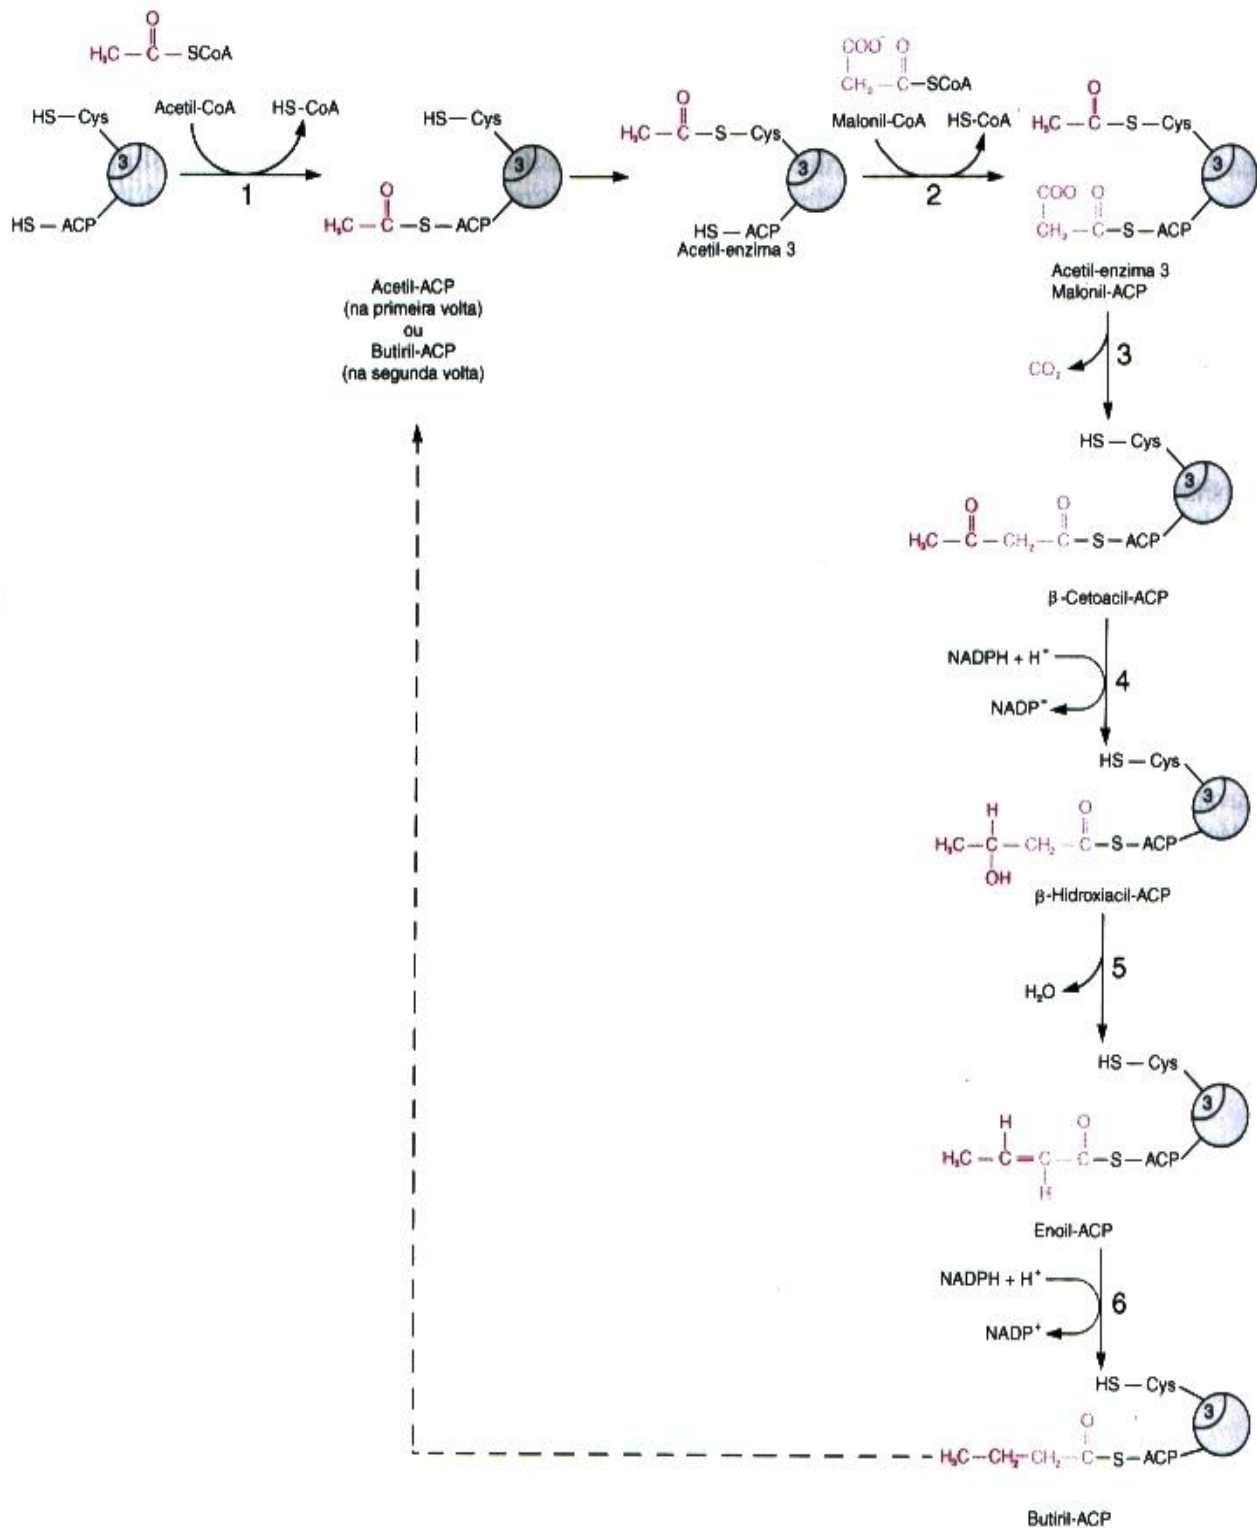 O
H₃C — C — SCoA
HS — Cys
Acetil-CoA
HS-CoA
3
HS — ACP
1
HS — Cys
3
O
H₃C — C — S — ACP
Acetil-ACP
(na primeira volta)
ou
Butiril-ACP
(na segunda volta)
O
H₃C — C — S — Cys
3
HS — ACP
Acetil-enzima 3
COO⁻ O
CH₂ C — SCoA
Malonil-CoA
HS-CoA
2
O
H₃C — C — S — Cys
3
COO O
CH₂ — C — S — ACP
Acetil-enzima 3
Malonil-ACP
3
CO₂
HS — Cys
3
O O
H₃C — C — CH₂ — C — S — ACP
β-Cetoacil-ACP
NADPH + H⁺
4
NADP⁺
HS — Cys
3
H O
H₃C — C — CH₂ — C — S — ACP
OH
β-Hidroxiacil-ACP
5
H₂O
HS — Cys
3
H O
H₃C — C = C — C — S — ACP
H
Enoil-ACP
NADPH + H⁺
6
NADP⁺
HS — Cys
3
O
H₃C — CH₂ — CH₂ — C — S — ACP
Butiril-ACP